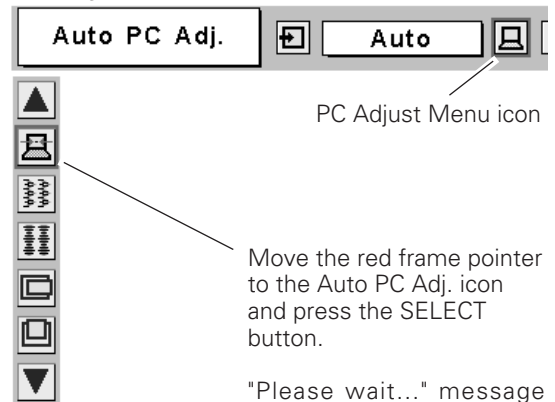 Auto PC Adj.
Auto
PC Adjust Menu icon
Move the red frame pointer
to the Auto PC Adj. icon
and press the SELECT
button.
"Please wait..." message